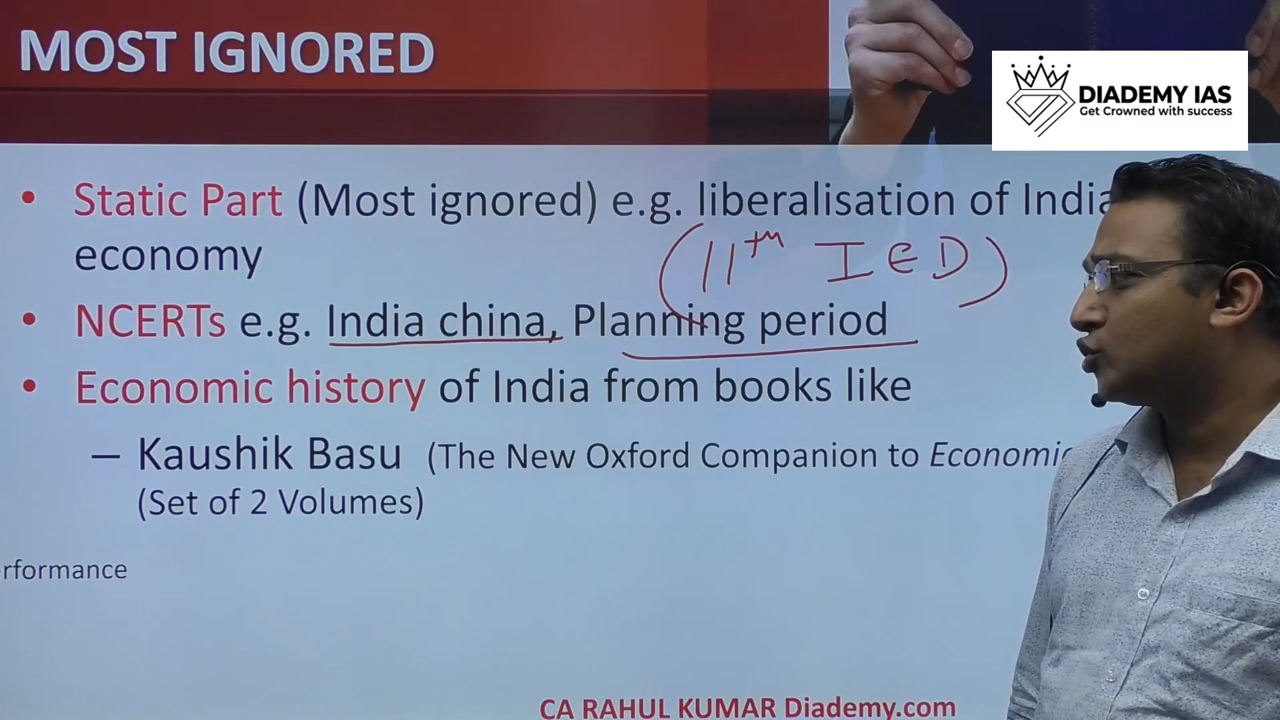 MOST IGNORED
DIADEMY IAS
Get Crowned with success
• Static Part (Most ignored) e.g. liberalisation of India
economy
(11th I E D)
• NCERTs e.g. India china, Planning period
• Economic history of India from books like
– Kaushik Basu (The New Oxford Companion to Economic
(Set of 2 Volumes)
rformance
CA RAHUL KUMAR Diademy.com